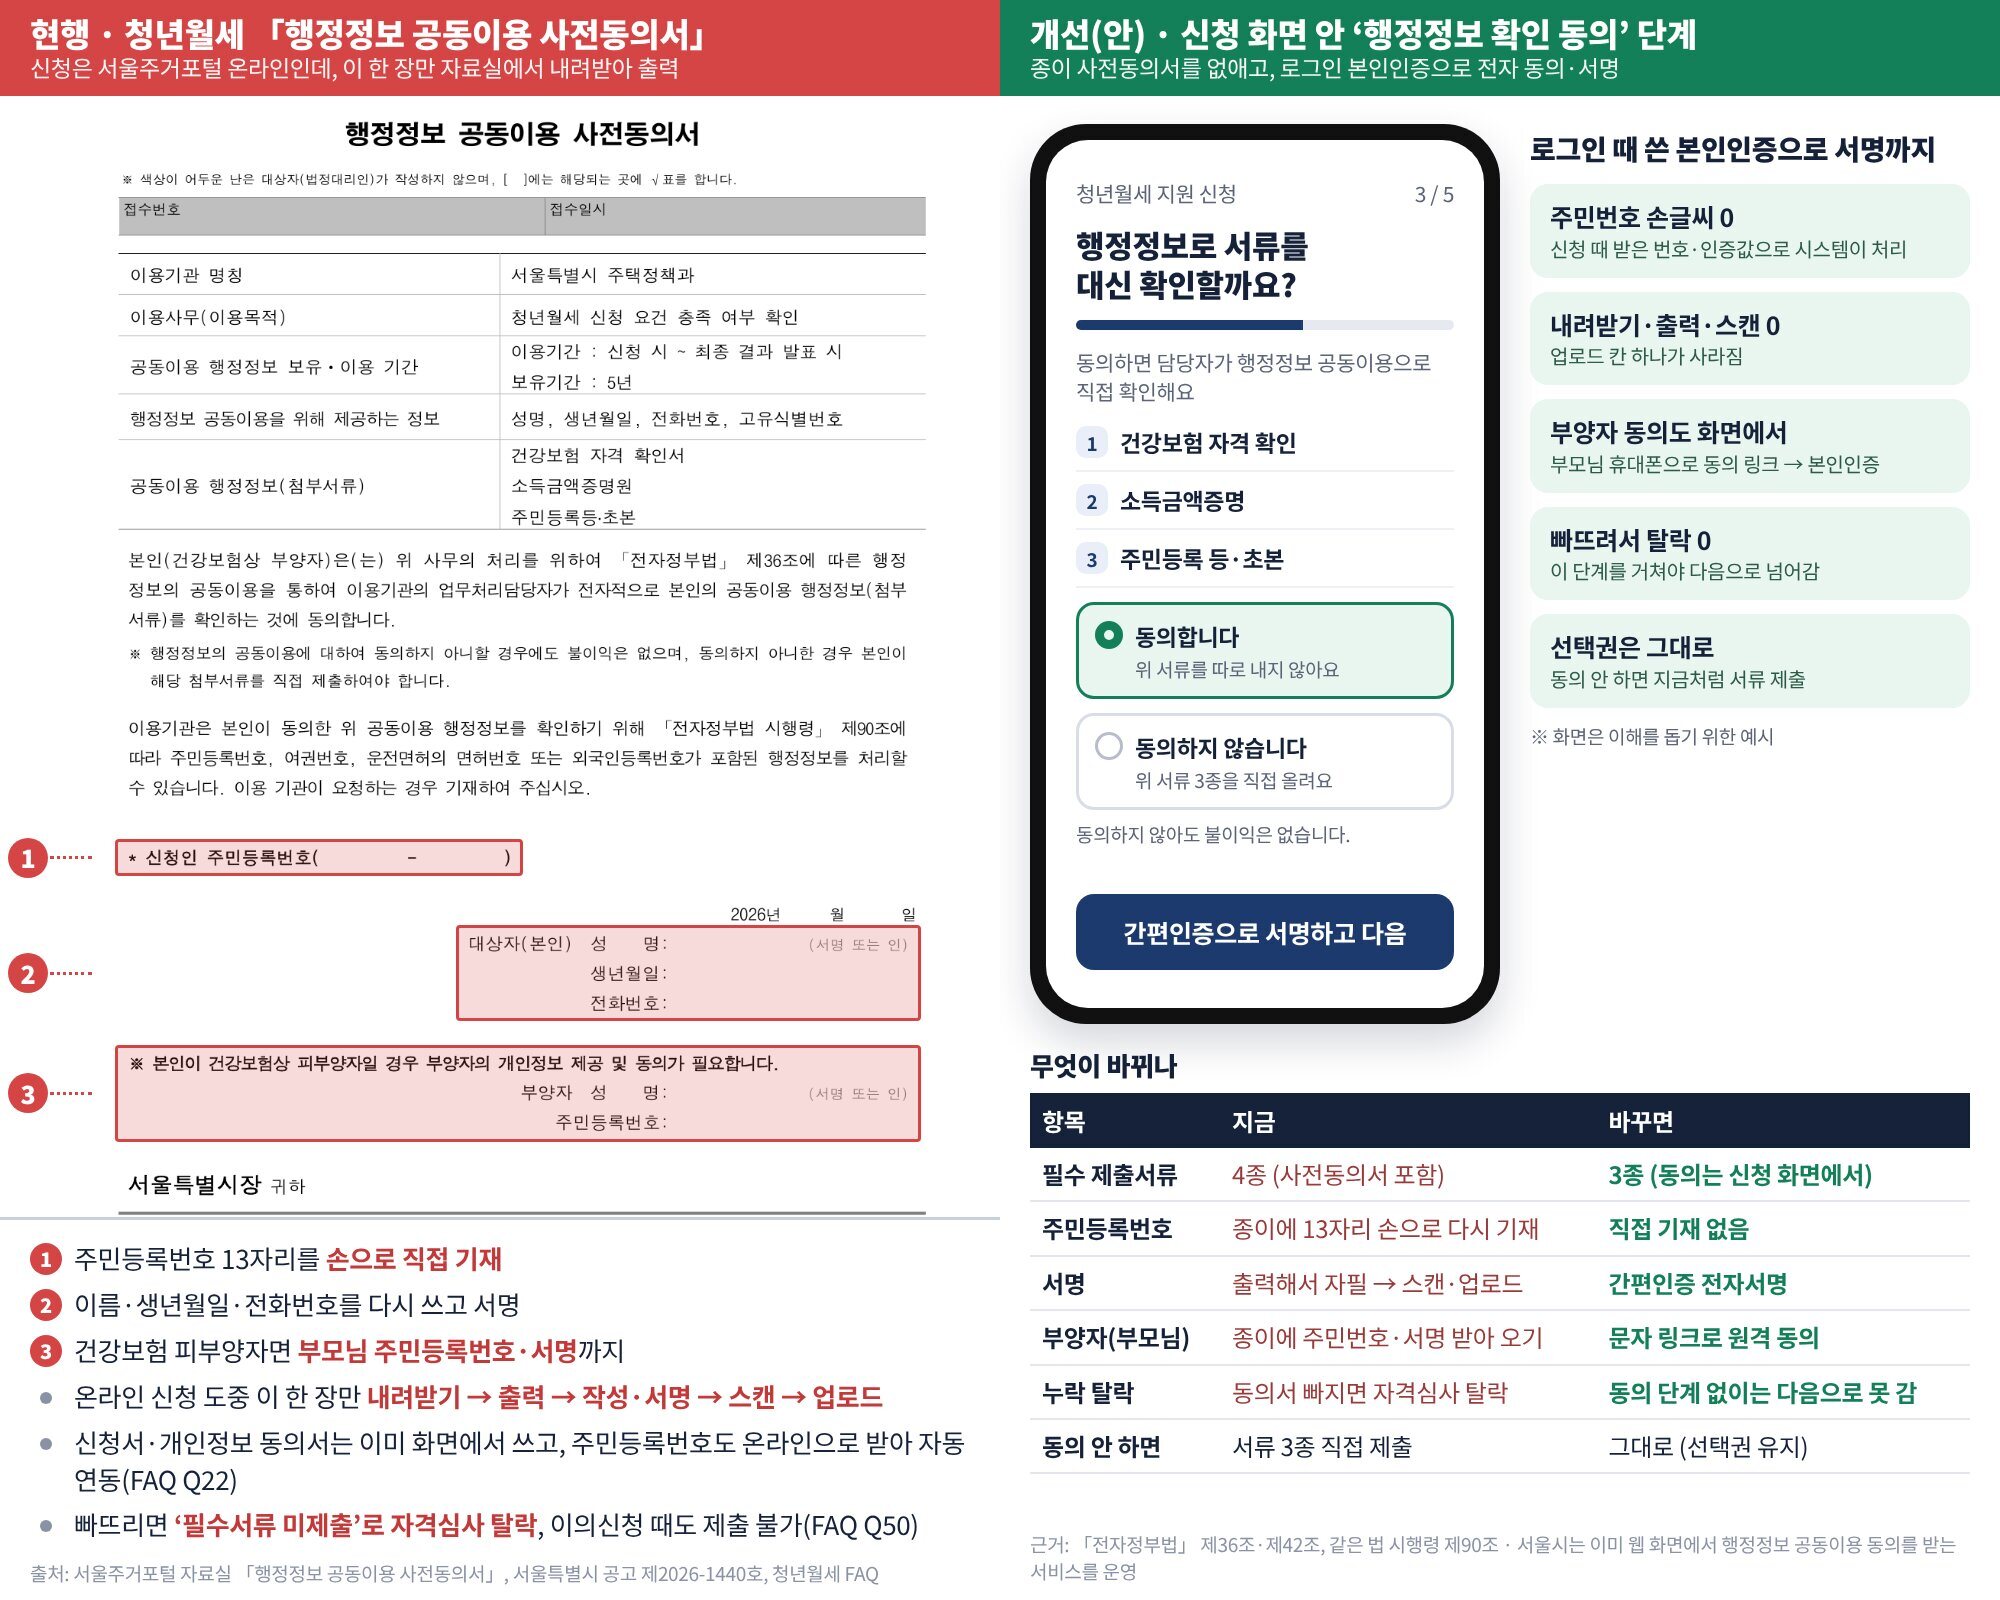 현행 · 청년월세 「행정정보 공동이용 사전동의서」
신청은 서울주거포털 온라인인데, 이 한 장만 자료실에서 내려받아 출력
행정정보 공동이용 사전동의서
※ 색상이 어두운 난은 대상자(법정대리인)가 작성하지 않으며, [ ]에는 해당되는 곳에 √ 표를 합니다.
접수번호 접수일시
이용기관 명칭 서울특별시 주택정책과
이용사무(이용목적) 청년월세 신청 요건 충족 여부 확인
공동이용 행정정보 보유·이용 기간
이용기간 : 신청 시 ~ 최종 결과 발표 시
보유기간 : 5년
행정정보 공동이용을 위해 제공하는 정보 성명, 생년월일, 전화번호, 고유식별번호
공동이용 행정정보(첨부서류)
건강보험 자격 확인서
소득금액증명원
주민등록등·초본
본인(건강보험상 부양자)은(는) 위 사무의 처리를 위하여 「전자정부법」 제36조에 따른 행정
정보의 공동이용을 통하여 이용기관의 업무처리담당자가 전자적으로 본인의 공동이용 행정정보(첨부
서류)를 확인하는 것에 동의합니다.
※ 행정정보의 공동이용에 대하여 동의하지 아니할 경우에도 불이익은 없으며, 동의하지 아니한 경우 본인이
해당 첨부서류를 직접 제출하여야 합니다.
이용기관은 본인이 동의한 위 공동이용 행정정보를 확인하기 위해 「전자정부법 시행령」 제90조에
따라 주민등록번호, 여권번호, 운전면허의 면허번호 또는 외국인등록번호가 포함된 행정정보를 처리할
수 있습니다. 이용 기관이 요청하는 경우 기재하여 주십시오.
1
* 신청인 주민등록번호( - )
2026년 월 일
2
대상자(본인) 성 명: (서명 또는 인)
생년월일:
전화번호:
3
※ 본인이 건강보험상 피부양자일 경우 부양자의 개인정보 제공 및 동의가 필요합니다.
부양자 성 명: (서명 또는 인)
주민등록번호:
서울특별시장 귀하
1 주민등록번호 13자리를 손으로 직접 기재
2 이름·생년월일·전화번호를 다시 쓰고 서명
3 건강보험 피부양자면 부모님 주민등록번호·서명까지
● 온라인 신청 도중 이 한 장만 내려받기 → 출력 → 작성·서명 → 스캔 → 업로드
● 신청서·개인정보 동의서는 이미 화면에서 쓰고, 주민등록번호도 온라인으로 받아 자동
연동(FAQ Q22)
● 빠뜨리면 ‘필수서류 미제출’로 자격심사 탈락, 이의신청 때도 제출 불가(FAQ Q50)
출처: 서울주거포털 자료실 「행정정보 공동이용 사전동의서」, 서울특별시 공고 제2026-1440호, 청년월세 FAQ
개선(안) · 신청 화면 안 ‘행정정보 확인 동의’ 단계
종이 사전동의서를 없애고, 로그인 본인인증으로 전자 동의·서명
청년월세 지원 신청 3 / 5
행정정보로 서류를
대신 확인할까요?
동의하면 담당자가 행정정보 공동이용으로
직접 확인해요
1 건강보험 자격 확인
2 소득금액증명
3 주민등록 등·초본
동의합니다
위 서류를 따로 내지 않아요
동의하지 않습니다
위 서류 3종을 직접 올려요
동의하지 않아도 불이익은 없습니다.
간편인증으로 서명하고 다음
로그인 때 쓴 본인인증으로 서명까지
주민번호 손글씨 0
신청 때 받은 번호·인증값으로 시스템이 처리
내려받기·출력·스캔 0
업로드 칸 하나가 사라짐
부양자 동의도 화면에서
부모님 휴대폰으로 동의 링크 → 본인인증
빠뜨려서 탈락 0
이 단계를 거쳐야 다음으로 넘어감
선택권은 그대로
동의 안 하면 지금처럼 서류 제출
※ 화면은 이해를 돕기 위한 예시
무엇이 바뀌나
항목 지금 바꾸면
필수 제출서류 4종 (사전동의서 포함) 3종 (동의는 신청 화면에서)
주민등록번호 종이에 13자리 손으로 다시 기재 직접 기재 없음
서명 출력해서 자필 → 스캔·업로드 간편인증 전자서명
부양자(부모님) 종이에 주민번호·서명 받아 오기 문자 링크로 원격 동의
누락 탈락 동의서 빠지면 자격심사 탈락 동의 단계 없이는 다음으로 못 감
동의 안 하면 서류 3종 직접 제출 그대로 (선택권 유지)
근거: 「전자정부법」 제36조·제42조, 같은 법 시행령 제90조 · 서울시는 이미 웹 화면에서 행정정보 공동이용 동의를 받는
서비스를 운영